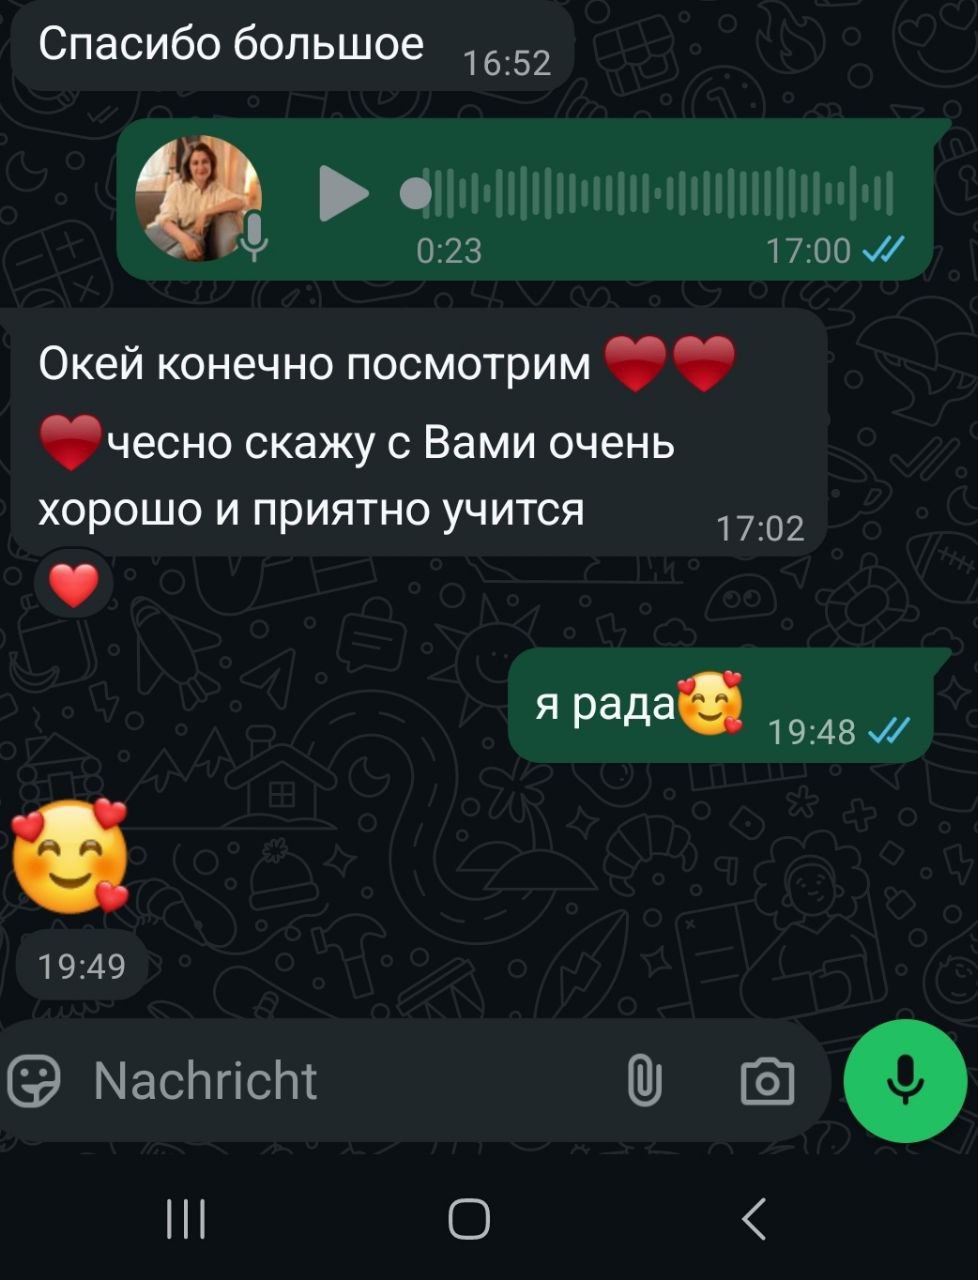 Спасибо большое 16:52
0:23 17:00
Окей конечно посмотрим ❤️❤️
❤️чесно скажу с Вами очень
хорошо и приятно учится 17:02
❤️
я рада🥰 19:48
🥰
19:49
Nachricht